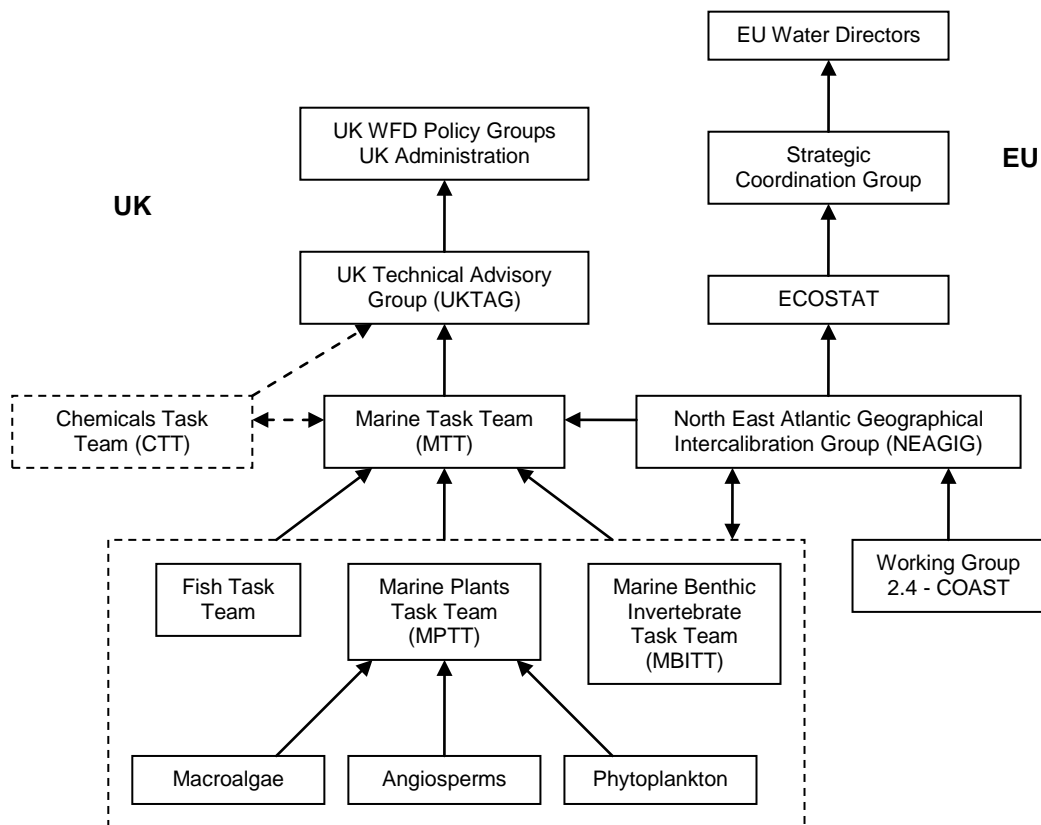 EU Water Directors
UK WFD Policy Groups
UK Administration
Strategic
Coordination Group
EU
UK
UK Technical Advisory
Group (UKTAG)
ECOSTAT
Chemicals Task
Team (CTT)
Marine Task Team
(MTT)
North East Atlantic Geographical
Intercalibration Group (NEAGIG)
Fish Task
Team
Marine Plants
Task Team
(MPTT)
Marine Benthic
Invertebrate
Task Team
(MBITT)
Working Group
2.4 - COAST
Macroalgae
Angiosperms
Phytoplankton